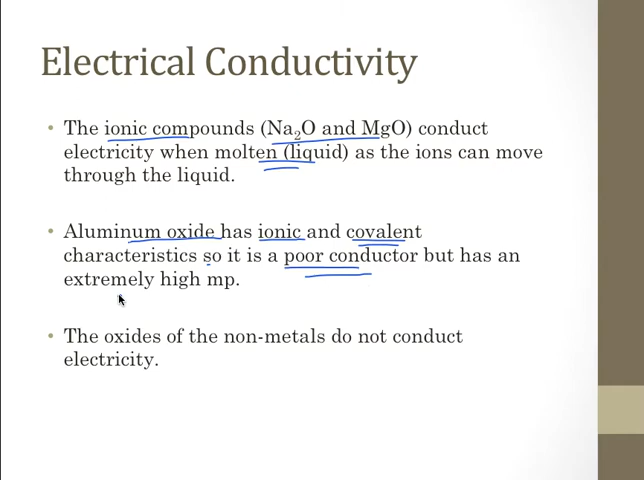 Electrical Conductivity
• The ionic compounds (Na₂O and MgO) conduct
electricity when molten (liquid) as the ions can move
through the liquid.
• Aluminum oxide has ionic and covalent
characteristics so it is a poor conductor but has an
extremely high mp.
• The oxides of the non-metals do not conduct
electricity.